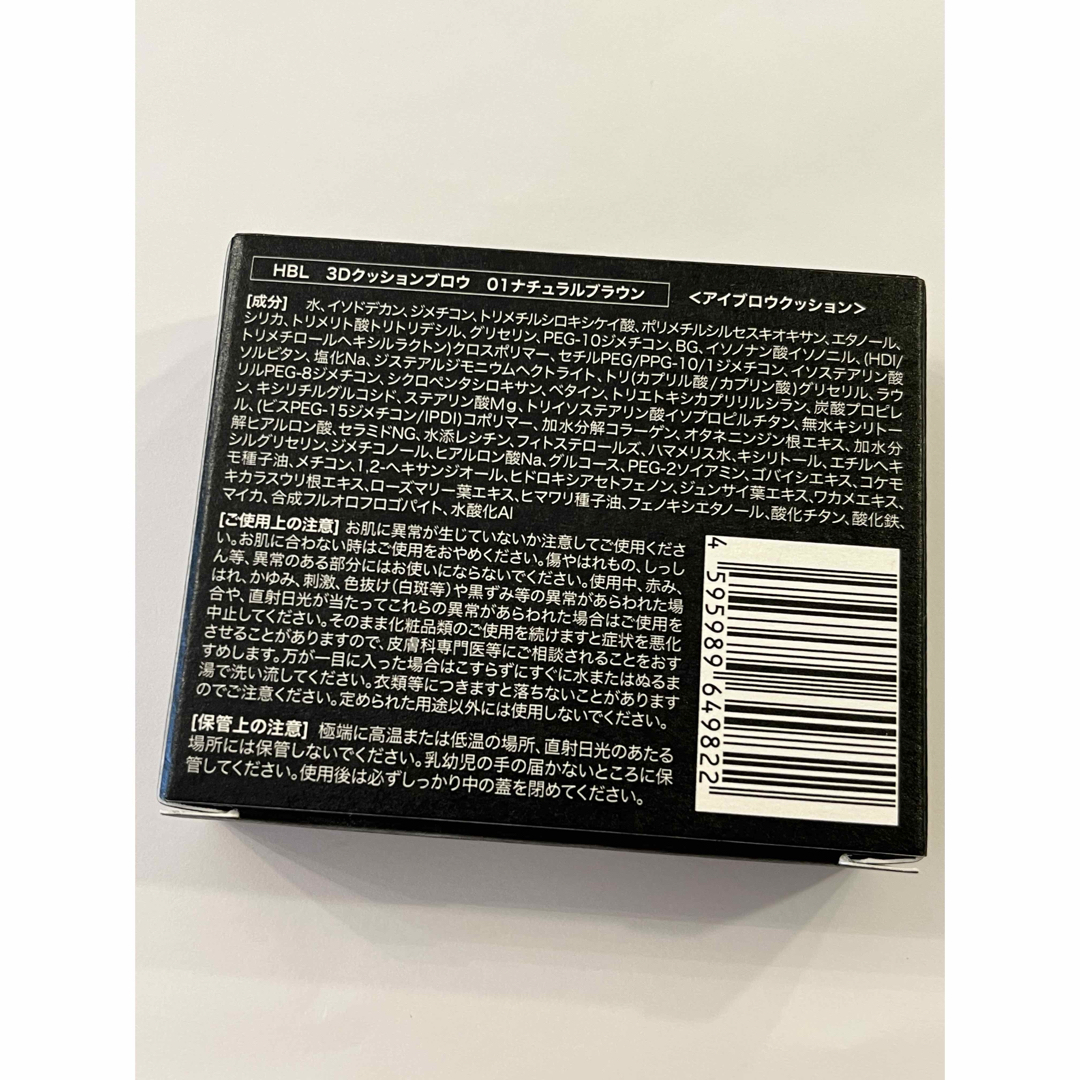 HBL 3Dクッションブロウ 01ナチュラルブラウン <アイブロウクッション>
[成分] 水、イソドデカン、ジメチコン、トリメチルシロキシケイ酸、ポリメチルシルセスキオキサン、エタノール、
シリカ、トリメリト酸トリトリデシル、グリセリン、PEG-10ジメチコン、BG、イソノナン酸イソノニル、(HDI/
トリメチロールヘキシルラクトン)クロスポリマー、セチルPEG/PPG-10/1ジメチコン、イソステアリン酸
ソルビタン、塩化Na、ジステアルジモニウムヘクトライト、トリ(カプリル酸/カプリン酸)グリセリル、ラウ
リルPEG-8ジメチコン、シクロペンタシロキサン、ベタイン、トリエトキシカプリリルシラン、炭酸プロピレ
ン、キシリチルグルコシド、ステアリン酸Mg、トリイソステアリン酸イソプロピルチタン、無水キシリトー
ル、(ビスPEG-15ジメチコン/IPDI)コポリマー、加水分解コラーゲン、オタネニンジン根エキス、加水分
解ヒアルロン酸、セラミドNG、水添レシチン、フィトステロールズ、ハマメリス水、キシリトール、エチルヘキ
シルグリセリン、ジメチコノール、ヒアルロン酸Na、グルコース、PEG-2ソイアミン、ゴバイシエキス、コケモ
モ種子油、メチコン、1,2-ヘキサンジオール、ヒドロキシアセトフェノン、ジュンサイ葉エキス、ワカメエキス、
キカラスウリ根エキス、ローズマリー葉エキス、ヒマワリ種子油、フェノキシエタノール、酸化チタン、酸化鉄、
マイカ、合成フルオロフロゴパイト、水酸化Al
[ご使用上の注意] お肌に異常が生じていないか注意してご使用くださ
い。お肌に合わない時はご使用をおやめください。傷やはれもの、しっし
ん等、異常のある部分にはお使いにならないでください。使用中、赤み、
はれ、かゆみ、刺激、色抜け(白斑等)や黒ずみ等の異常があらわれた場
合や、直射日光が当たってこれらの異常があらわれた場合はご使用を
中止してください。そのまま化粧品類のご使用を続けますと症状を悪化
させることがありますので、皮膚科専門医等にご相談されることをおす
すめします。万が一目に入った場合はこすらずにすぐに水またはぬるま
湯で洗い流してください。衣類等につきますと落ちないことがあります
のでご注意ください。定められた用途以外には使用しないでください。
[保管上の注意] 極端に高温または低温の場所、直射日光のあたる
場所には保管しないでください。乳幼児の手の届かないところに保
管してください。使用後は必ずしっかり中の蓋を閉めてください。
4 595989 649822